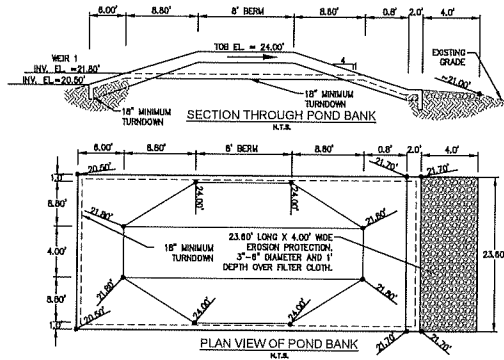 6.00' 8.80' 8' BERM 8.80' 0.8' 2.0' 4.0'
TOB EL = 24.00'
WEIR 1
INV. EL.=21.80'
INV. EL.=20.50'
4
1
EXISTING
GRADE
~21.00'
18" MINIMUM
TURNDOWN
18" MINIMUM
TURNDOWN
SECTION THROUGH POND BANK
N.T.S.
6.00' 8.80' 8' BERM 8.80' 0.8' 2.0' 4.0'
20.50'
21.70'
21.70'
1.0'
8.80'
4.00'
8.80'
1.0'
24.00'
24.00'
21.80'
21.80'
18" MINIMUM
TURNDOWN
23.60' LONG X 4.00' WIDE
EROSION PROTECTION.
3"-6" DIAMETER AND 1'
DEPTH OVER FILTER CLOTH.
23.60'
21.80'
21.80'
20.50'
24.00'
24.00'
21.70'
21.70'
PLAN VIEW OF POND BANK
N.T.S.